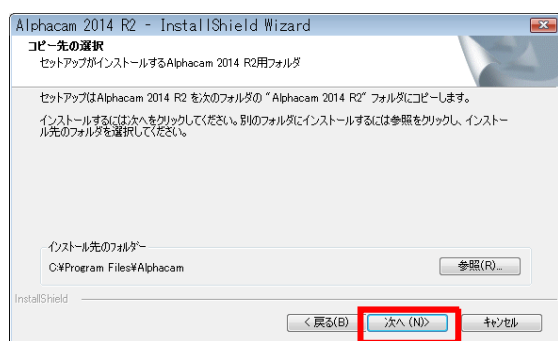 Alphacam 2014 R2 - InstallShield Wizard
コピー先の選択
セットアップがインストールするAlphacam 2014 R2用フォルダ
セットアップはAlphacam 2014 R2 を次のフォルダの "Alphacam 2014 R2" フォルダにコピーします。
インストールするには次へをクリックしてください。別のフォルダにインストールするには参照をクリックし、インストー
ル先のフォルダを選択してください。
インストール先のフォルダー
C:¥Program Files¥Alphacam
参照(R)...
InstallShield
< 戻る(B)
次へ (N)>
キャンセル